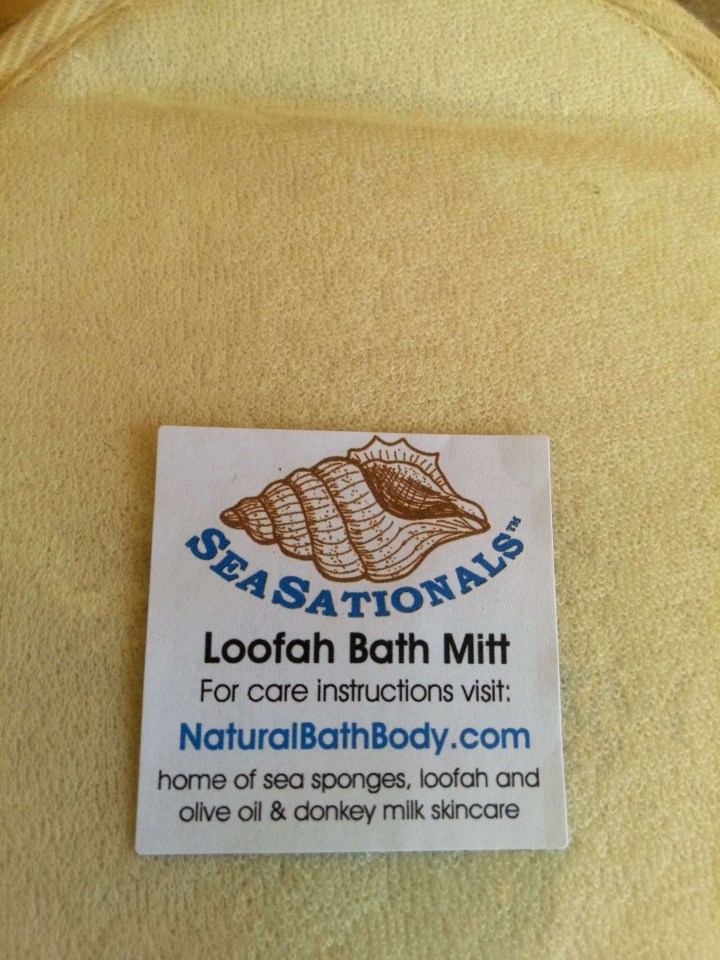 SEASATIONALS™
Loofah Bath Mitt
For care instructions visit:
NaturalBathBody.com
home of sea sponges, loofah and
olive oil & donkey milk skincare